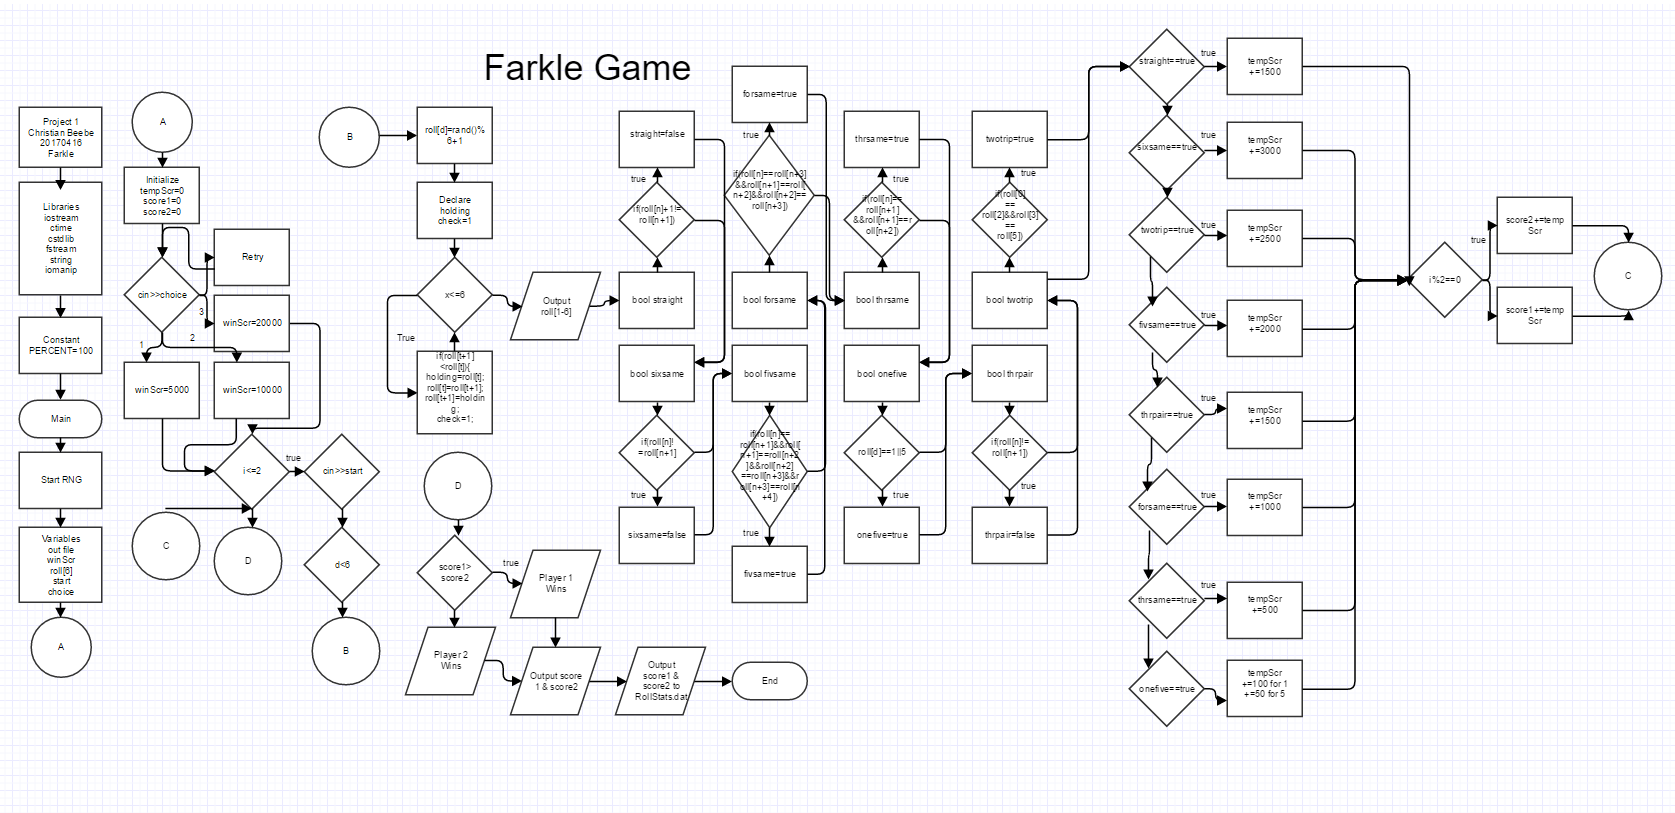 Farkle Game
Project 1
Christian Beebe
20170416
Farkle
Libraries
iostream
ctime
cstdlib
fstream
string
iomanip
Constant
PERCENT=100
Main
Start RNG
Variables
out file
winScr
roll[6]
start
choice
A
A
Initialize
tempScr=0
score1=0
score2=0
cin>>choice
Retry
3
winScr=20000
1
2
winScr=5000
winScr=10000
i<=2
true
cin>>start
C
D
d<6
B
B
roll[d]=rand()%
6+1
Declare
holding
check=1
x<=6
True
if(roll[t+1]
<roll[t]){
holding=roll[t];
roll[t]=roll[t+1];
roll[t+1]=holdin
g;
check=1;
Output
roll[1-6]
D
score1>
score2
true
Player 1
Wins
Player 2
Wins
Output score
1 & score2
Output
score1 &
score2 to
RollStats.dat
End
straight=false
true
if(roll[n]+1!=
roll[n+1])
bool straight
bool sixsame
if(roll[n]!
=roll[n+1]
true
sixsame=false
forsame=true
true
if(roll[n]==roll[n+3]
&&roll[n+1]==roll[
n+2]&&roll[n+2]==
roll[n+3])
bool forsame
bool fivsame
if(roll[n]==
roll[n+1]&&roll[
n+1]==roll[n+2
]&&roll[n+2]
==roll[n+3]&&r
oll[n+3]==roll[n
+4])
true
fivsame=true
thrsame=true
true
if(roll[n]==
roll[n+1]
&&roll[n+1]==r
oll[n+2])
bool thrsame
bool onefive
roll[d]==1||5
true
onefive=true
twotrip=true
true
if(roll[0]
==
roll[2]&&roll[3]
==
roll[5])
bool twotrip
bool thrpair
if(roll[n]!=
roll[n+1])
true
thrpair=false
straight==true
true
tempScr
+=1500
sixsame==true
true
tempScr
+=3000
twotrip==true
true
tempScr
+=2500
fivsame==true
true
tempScr
+=2000
thrpair==true
true
tempScr
+=1500
forsame==true
true
tempScr
+=1000
thrsame==true
true
tempScr
+=500
onefive==true
tempScr
+=100 for 1
+=50 for 5
i%2==0
true
score2+=temp
Scr
score1+=temp
Scr
C